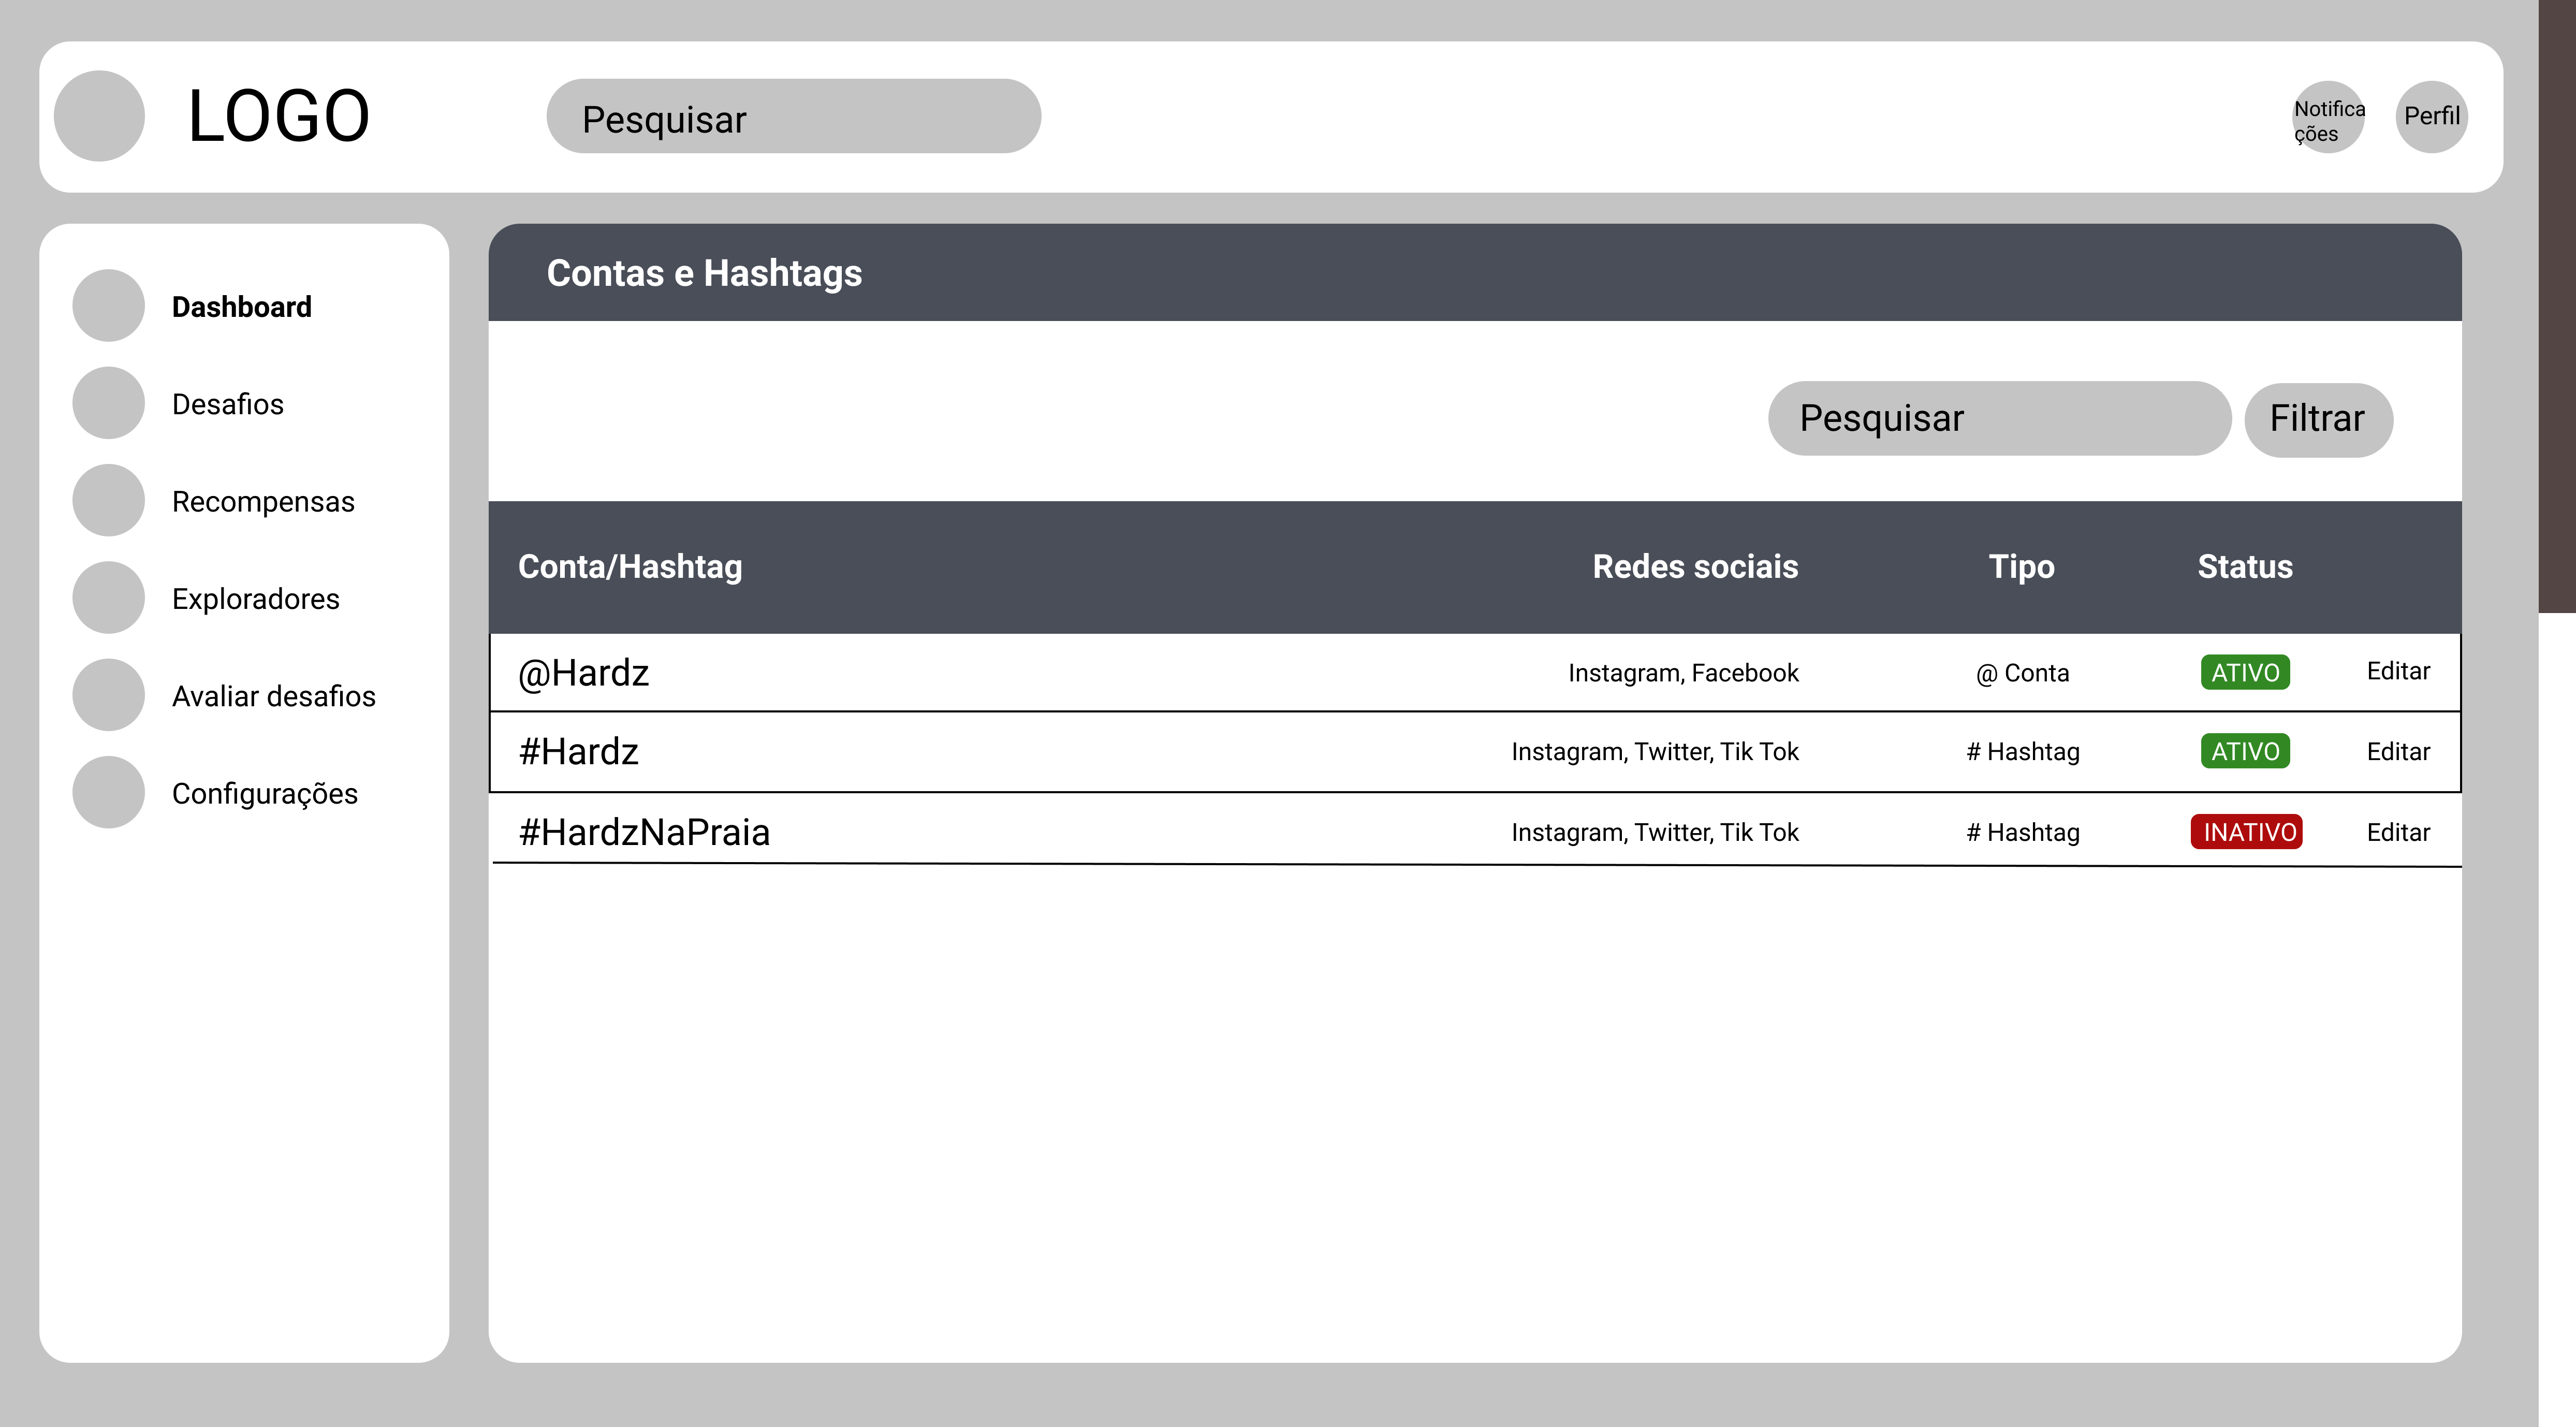 LOGO
Pesquisar
Notifica
ções
Perfil
Dashboard
Desafios
Recompensas
Exploradores
Avaliar desafios
Configurações
Contas e Hashtags
Pesquisar
Filtrar
Conta/Hashtag Redes sociais Tipo Status
@Hardz Instagram, Facebook @ Conta ATIVO Editar
#Hardz Instagram, Twitter, Tik Tok # Hashtag ATIVO Editar
#HardzNaPraia Instagram, Twitter, Tik Tok # Hashtag INATIVO Editar